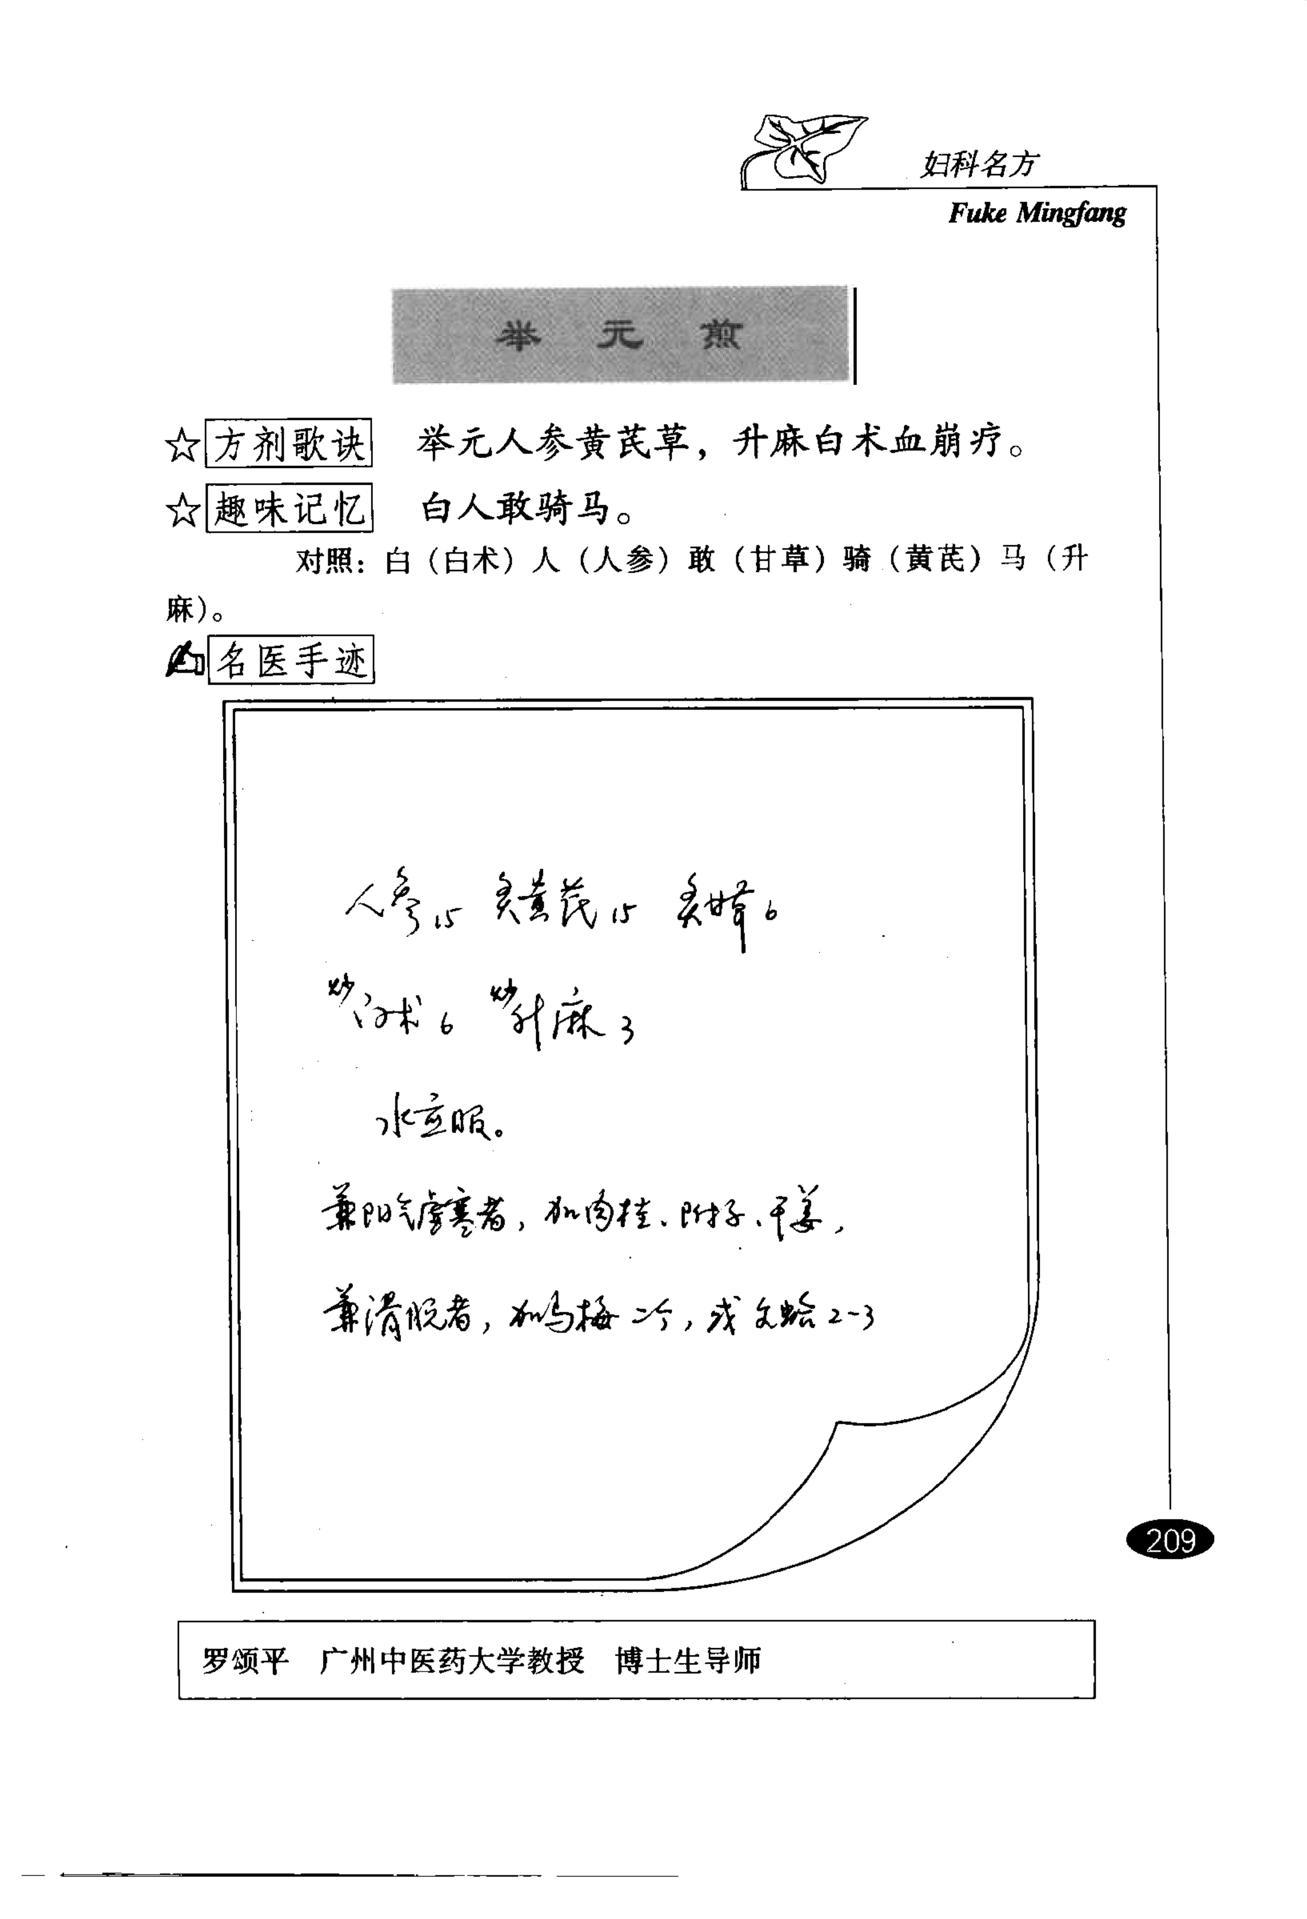 妇科名方
Fuke Mingfang
举元煎
☆方剂歌诀 举元人参黄芪草，升麻白术血崩疗。
☆趣味记忆 白人敢骑马。
对照：白（白术）人（人参）敢（甘草）骑（黄芪）马（升
麻）。
名医手迹
人参15 炙黄芪15 炙甘草6
炒白术6 炒升麻3
水煎服。
兼阳气虚寒者，加肉桂、附子、干姜，
兼滑脱者，加乌梅二个，或文蛤2-3
209
罗颂平 广州中医药大学教授 博士生导师